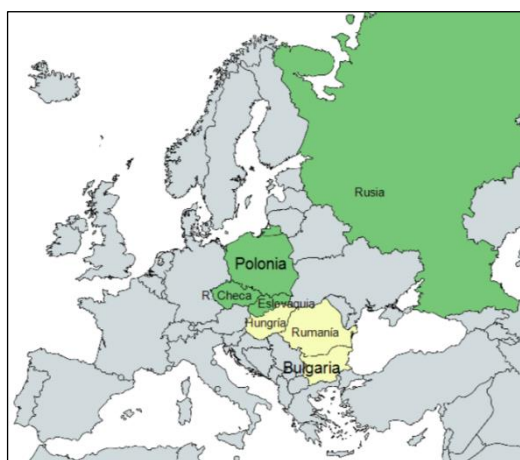 Rusia
Polonia
R Checa
Eslovaquia
Hungría
Rumanía
Bulgaria